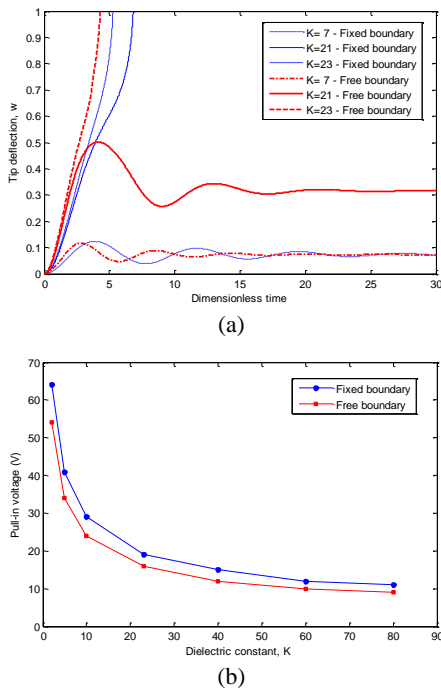 1
0.9
0.8
0.7
0.6
0.5
0.4
0.3
0.2
0.1
0
Tip deflection, w
K= 7 - Fixed boundary
K=21 - Fixed boundary
K=23 - Fixed boundary
K= 7 - Free boundary
K=21 - Free boundary
K=23 - Free boundary
0 5 10 15 20 25 30
Dimensionless time
(a)
70
60
50
40
30
20
10
0
Pull-in voltage (V)
Fixed boundary
Free boundary
0 10 20 30 40 50 60 70 80 90
Dielectric constant, K
(b)